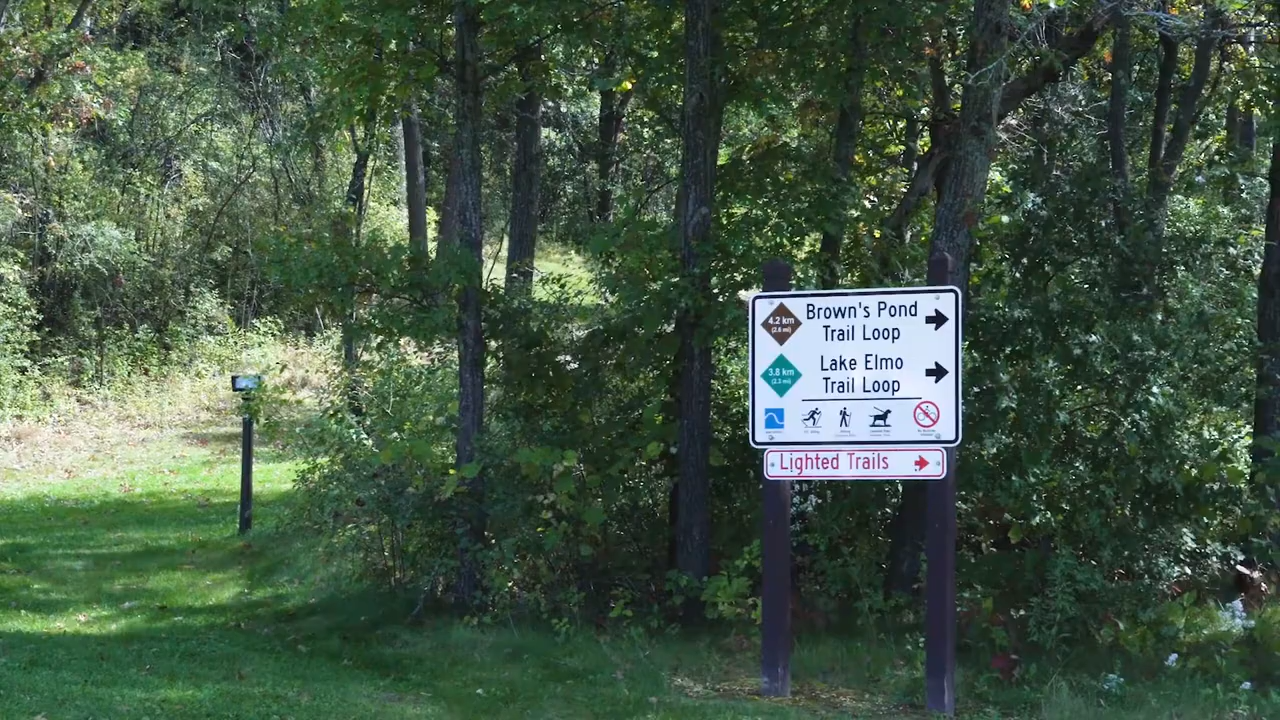 4.2 km
(2.6 mi)
Brown's Pond
Trail Loop
3.8 km
(2.3 mi)
Lake Elmo
Trail Loop
Lighted Trails